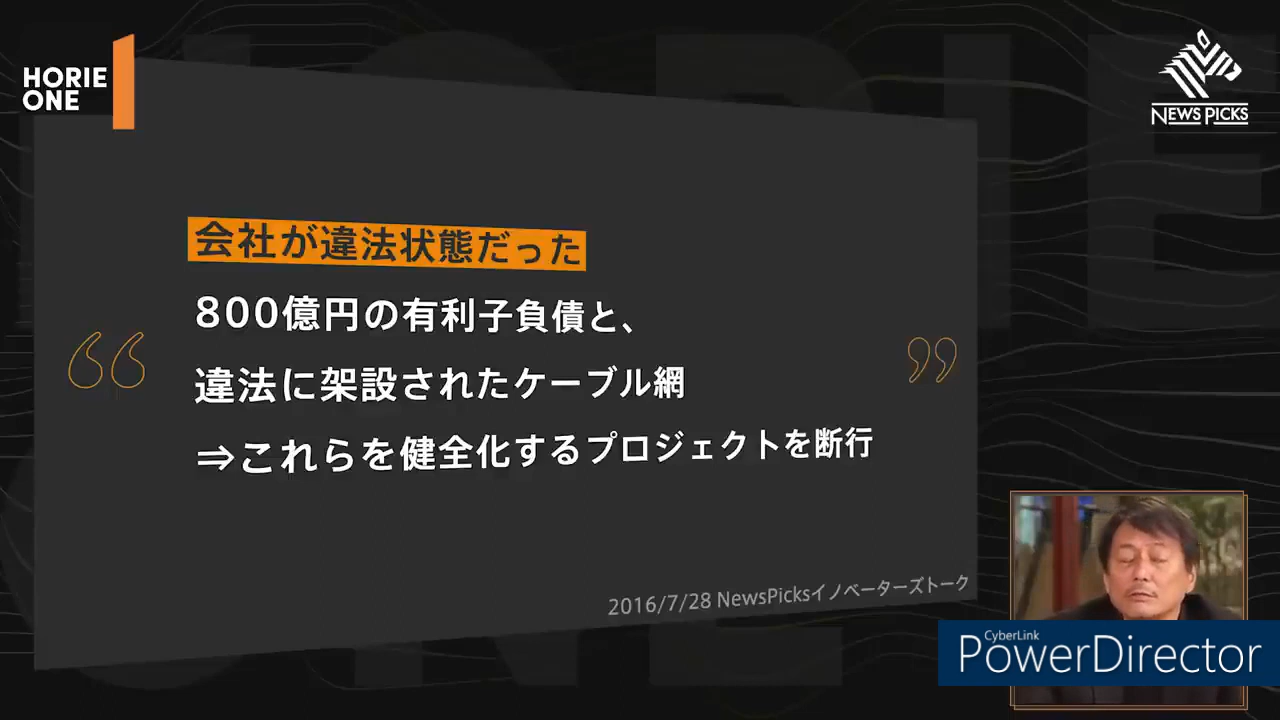 HORIE
ONE
NEWS PICKS
会社が違法状態だった
800億円の有利子負債と、
違法に架設されたケーブル網
⇒これらを健全化するプロジェクトを断行
2016/7/28 NewsPicksイノベーターズトーク
CyberLink
PowerDirector